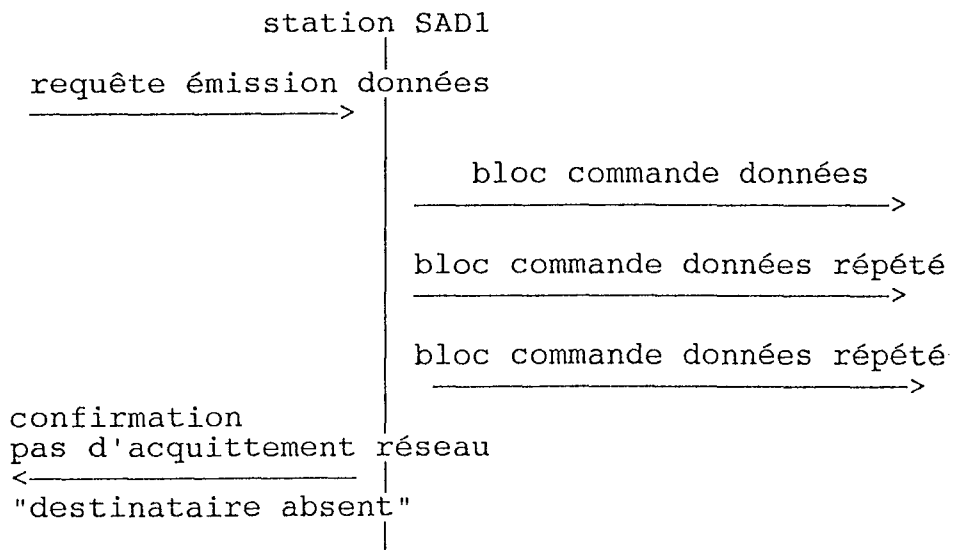 station SAD1
requête émission données
bloc commande données
bloc commande données répété
bloc commande données répété
confirmation
pas d'acquittement réseau
"destinataire absent"